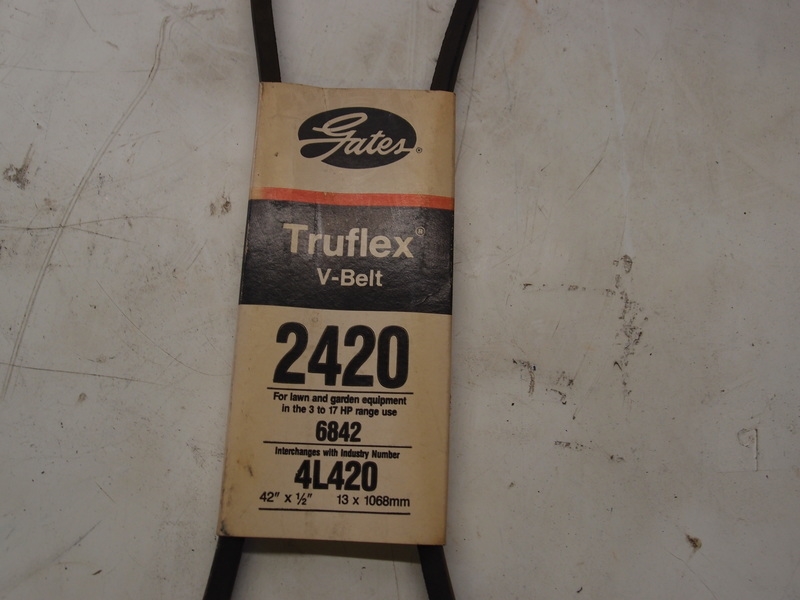 Gates®
Truflex®
V-Belt
2420
For lawn and garden equipment
in the 3 to 17 HP range use
6842
Interchanges with Industry Number
4L420
42" x ½" 13 x 1068mm